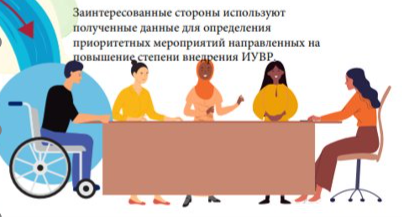 Заинтересованные стороны используют
полученные данные для определения
приоритетных мероприятий направленных на
повышение степени внедрения ИУВР.